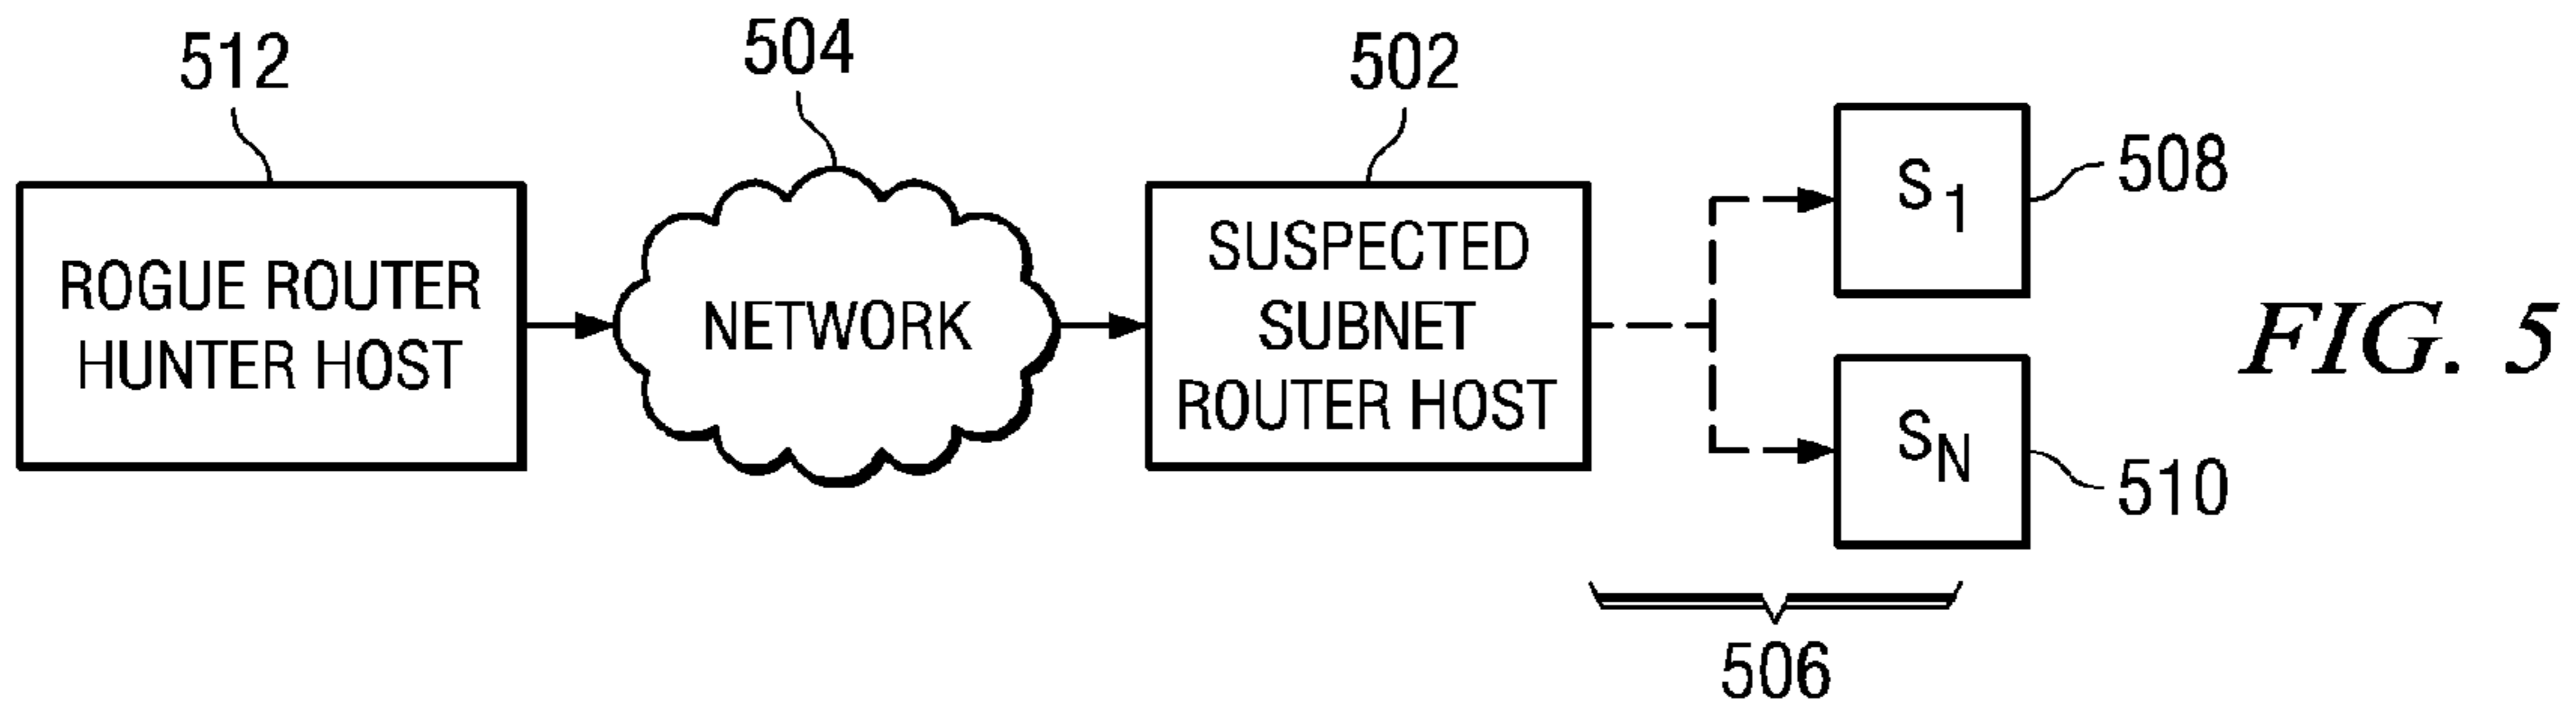 512
504
502
508
510
506
ROGUE ROUTER
HUNTER HOST
NETWORK
SUSPECTED
SUBNET
ROUTER HOST
S1
SN
FIG. 5